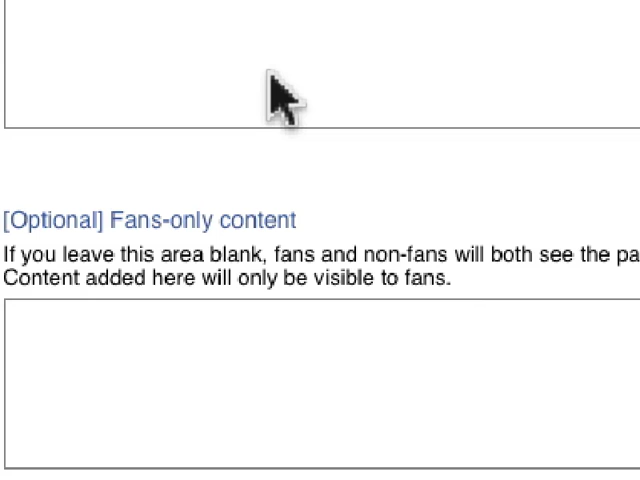 [Optional] Fans-only content
If you leave this area blank, fans and non-fans will both see the
Content added here will only be visible to fans.